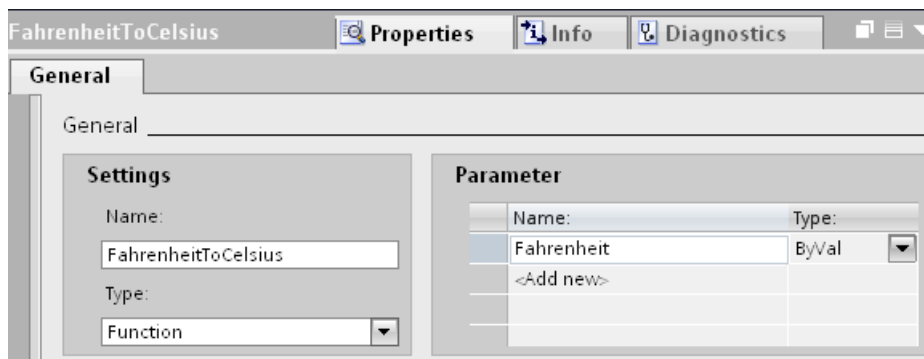 FahrenheitToCelsius
Properties
Info
Diagnostics
General
General
Settings
Name:
FahrenheitToCelsius
Type:
Function
Parameter
Name: Type:
Fahrenheit ByVal
<Add new>